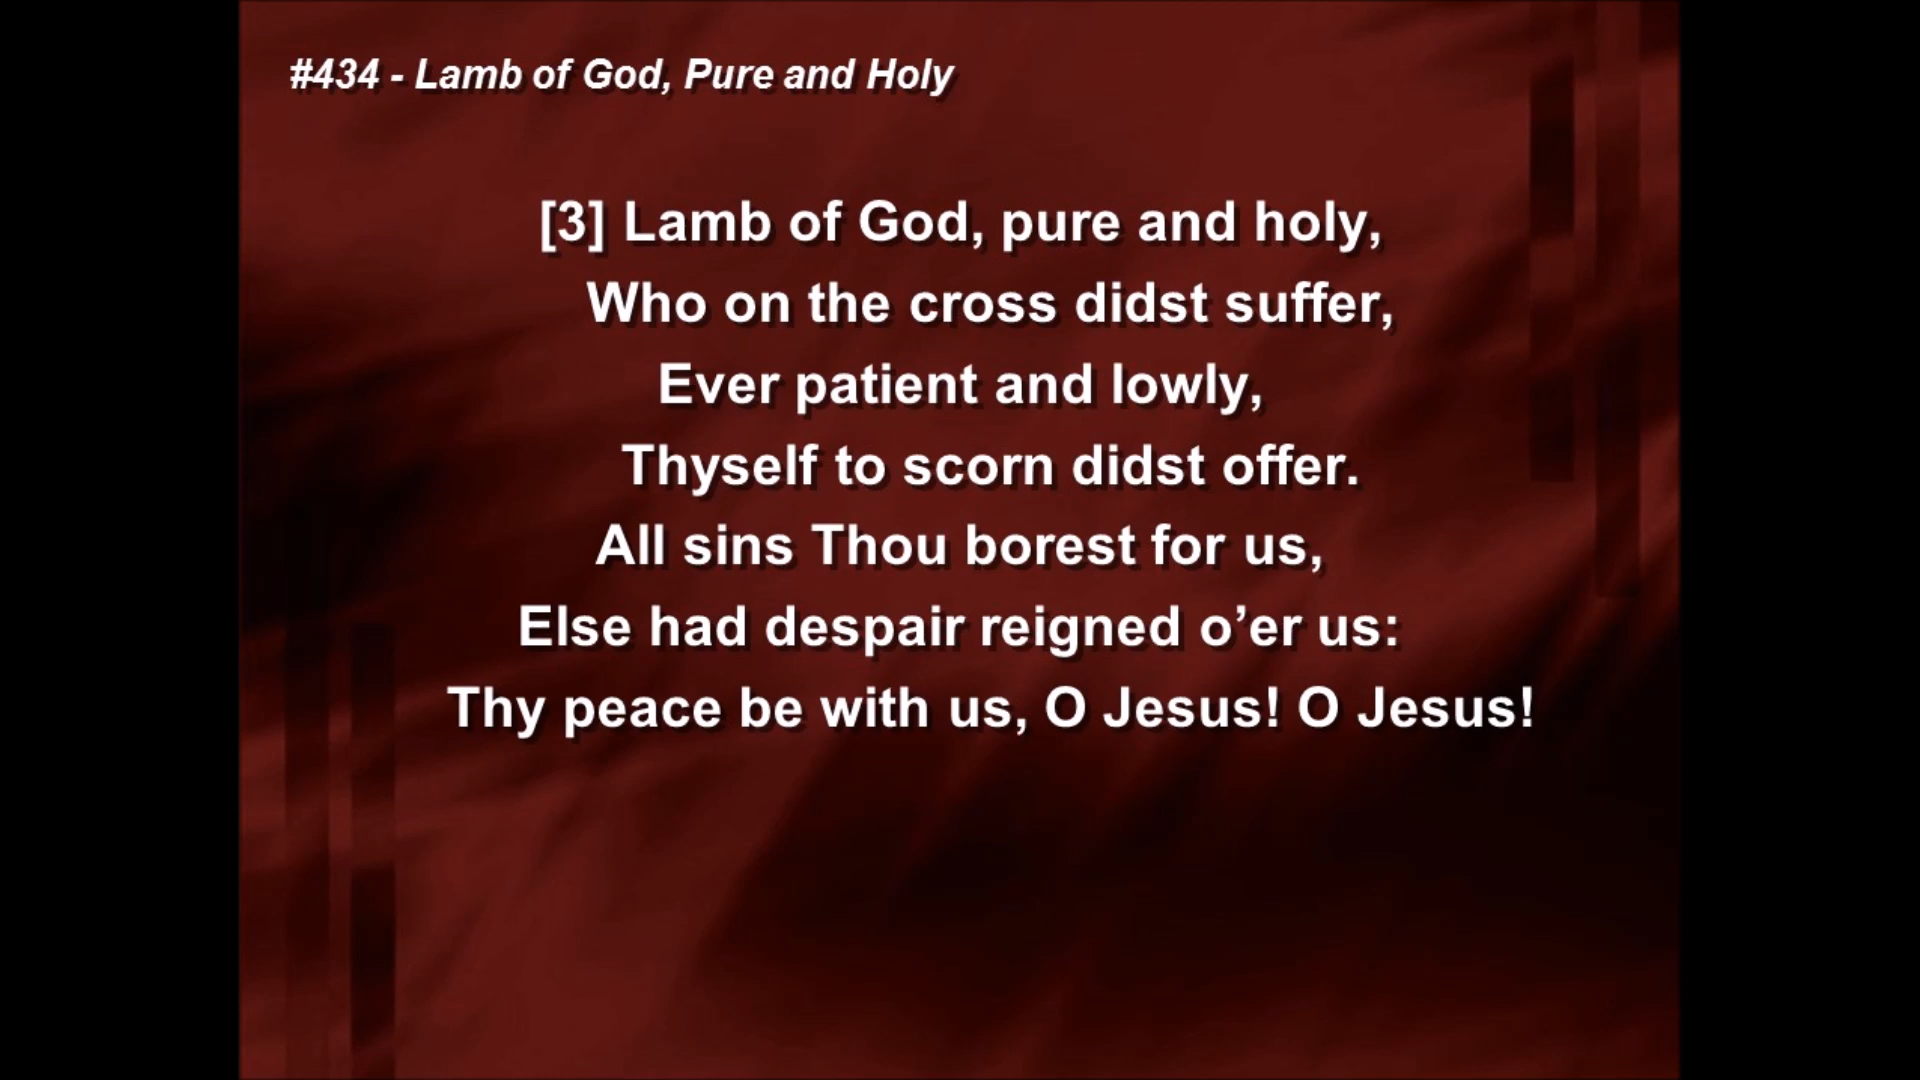 #434 - Lamb of God, Pure and Holy
[3] Lamb of God, pure and holy,
Who on the cross didst suffer,
Ever patient and lowly,
Thyself to scorn didst offer.
All sins Thou borest for us,
Else had despair reigned o’er us:
Thy peace be with us, O Jesus! O Jesus!